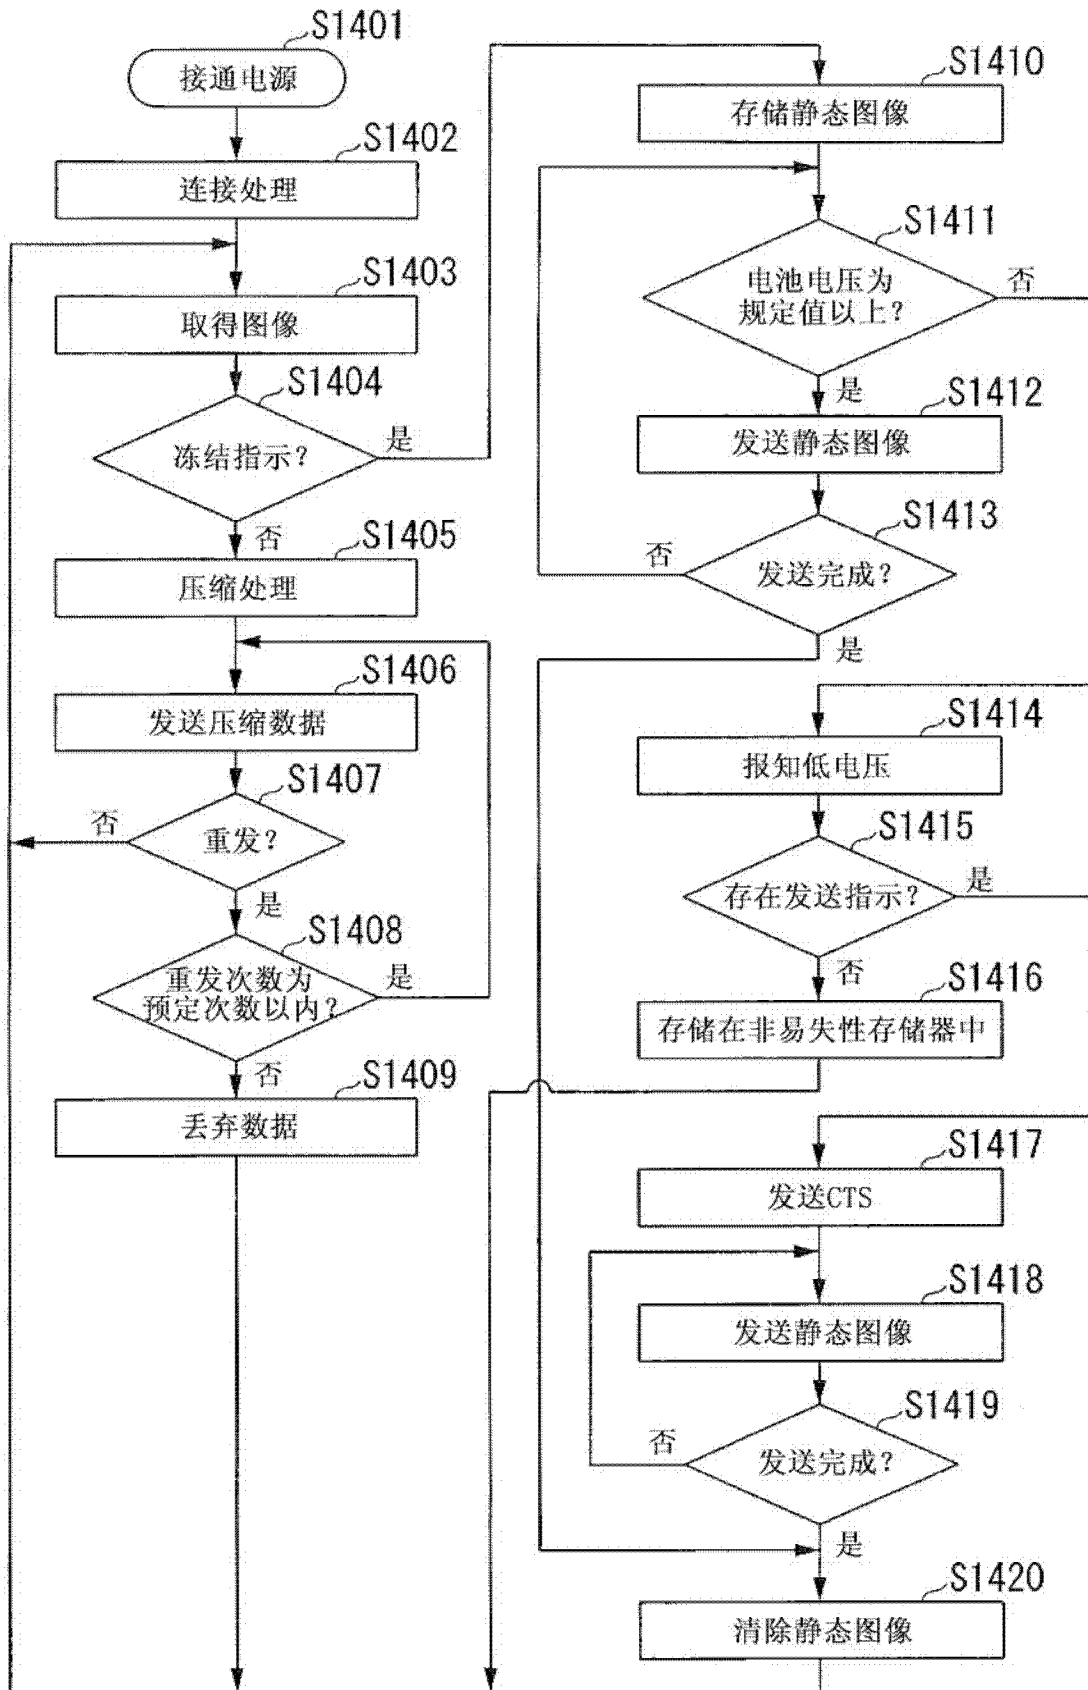 S1401
接通电源
S1402
连接处理
S1403
取得图像
S1404
冻结指示?
是
否
S1405
压缩处理
S1406
发送压缩数据
S1407
重发?
否
是
S1408
重发次数为
预定次数以内?
是
否
S1409
丢弃数据
S1410
存储静态图像
S1411
电池电压为
规定值以上?
否
是
S1412
发送静态图像
S1413
发送完成?
否
是
S1414
报知低电压
S1415
存在发送指示?
是
否
S1416
存储在非易失性存储器中
S1417
发送CTS
S1418
发送静态图像
S1419
发送完成?
否
是
S1420
清除静态图像